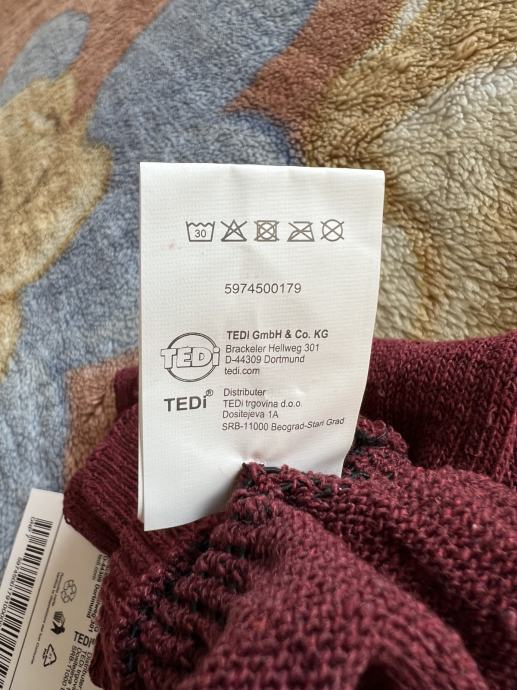 30
5974500179
TEDi
TEDi GmbH & Co. KG
Brackeler Hellweg 301
D-44309 Dortmund
tedi.com
TEDi®
Distributer
TEDi trgovina d.o.o.
Dositejeva 1A
SRB-11000 Beograd-Stari Grad
TEDi